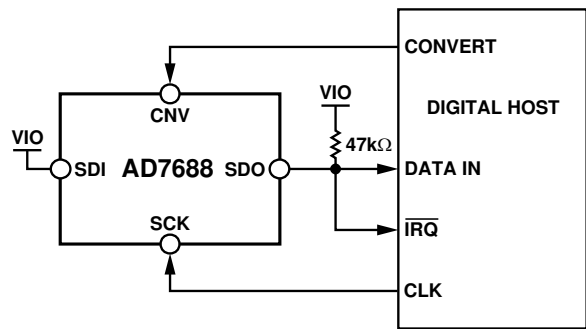 CONVERT
VIO
CNV
DIGITAL HOST
VIO
47kΩ
SDI
AD7688
SDO
DATA IN
SCK
IRQ
CLK